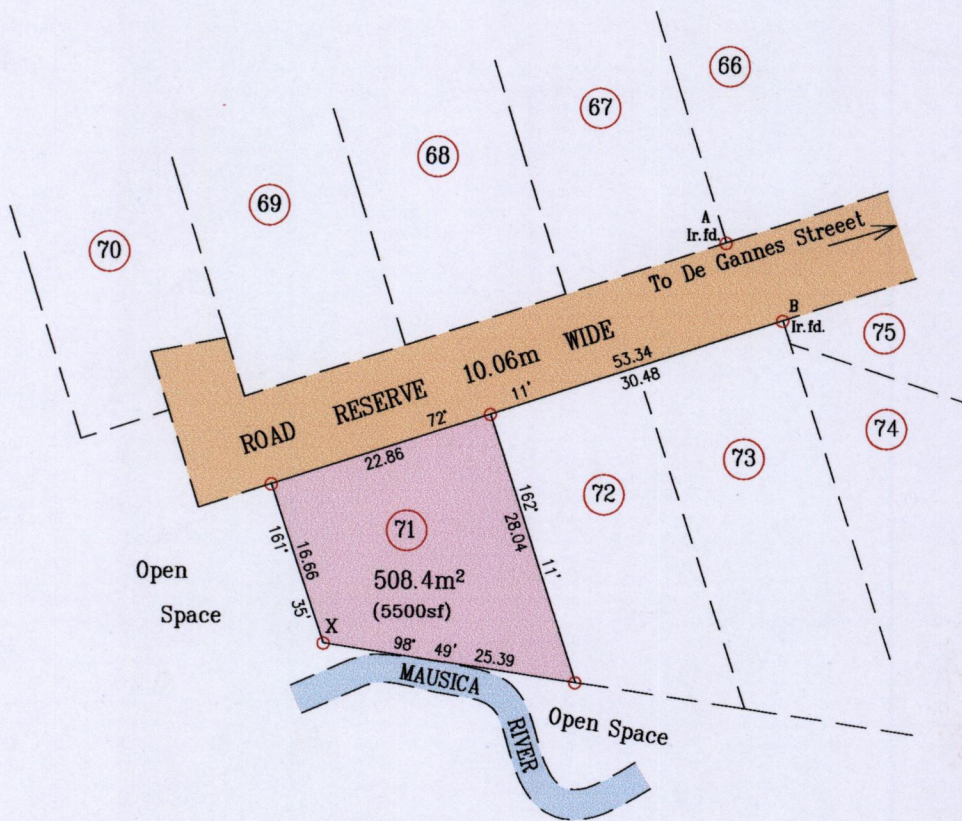 66
67
68
69
70
A
Ir.fd.
To De Gannes Streeet
B
Ir.fd.
75
74
ROAD RESERVE 10.06m WIDE
53.34
30.48
72° 11'
22.86
73
72
162° 11'
28.04
71
161° 35'
16.66
508.4m²
(5500sf)
Open
Space
X
98° 49' 25.39
MAUSICA
RIVER
Open Space